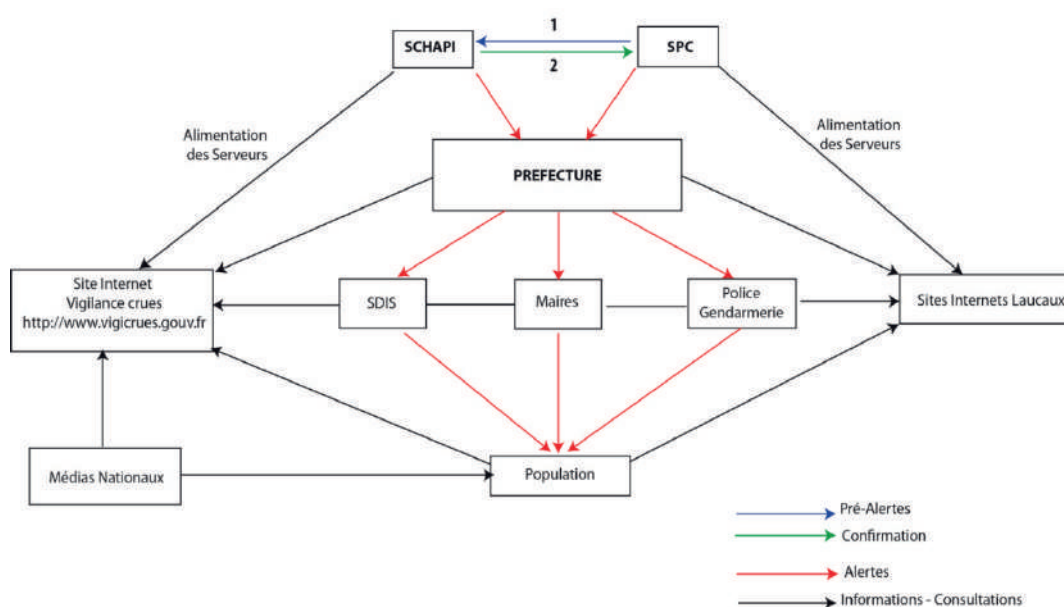 1
SCHAPI
SPC
2
Alimentation
des Serveurs
Alimentation
des Serveurs
PREFECTURE
Site Internet
Vigilance crues
http://www.vigicrues.gouv.fr
SDIS
Maires
Police
Gendarmerie
Sites Internets Laucaux
Médias Nationaux
Population
Pré-Alertes
Confirmation
Alertes
Informations - Consultations